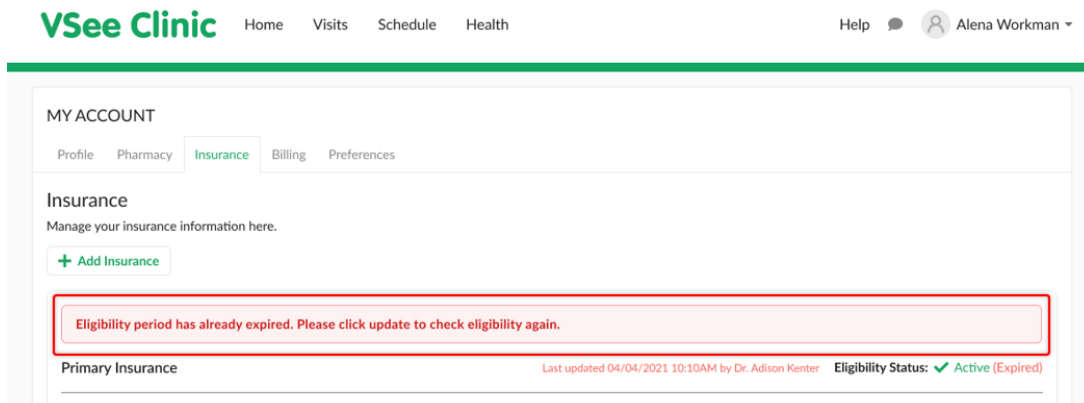 VSee Clinic Home Visits Schedule Health Help Alena Workman
MY ACCOUNT
Profile Pharmacy Insurance Billing Preferences
Insurance
Manage your insurance information here.
+ Add Insurance
Eligibility period has already expired. Please click update to check eligibility again.
Primary Insurance Last updated 04/04/2021 10:10AM by Dr. Adison Kenter Eligibility Status: ✓ Active (Expired)